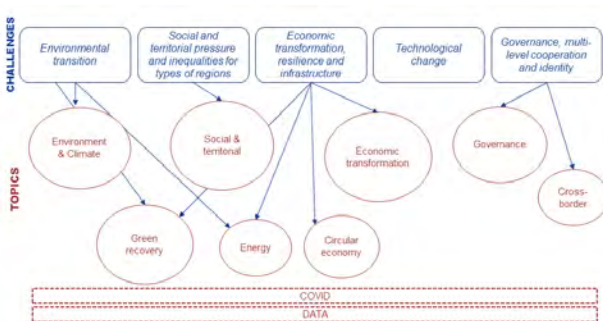 CHALLENGES
Environmental
transition
Social and
territorial pressure
and inequalities for
types of regions
Economic
transformation,
resilience and
infrastructure
Technological
change
Governance, multi-
level cooperation
and identity
TOPICS
Environment
& Climate
Social &
territorial
Economic
transformation
Governance
Cross-
border
Green
recovery
Energy
Circular
economy
COVID
DATA